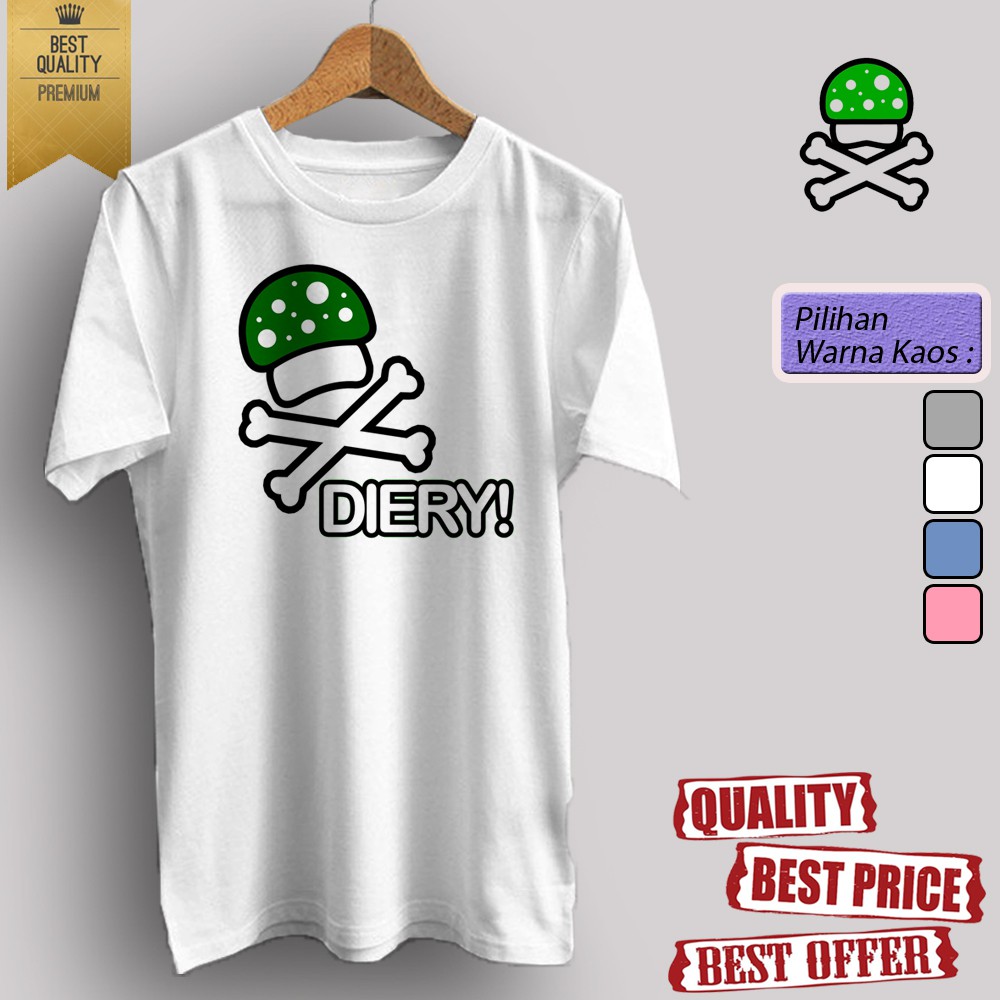 BEST
QUALITY
PREMIUM
DIERY!
Pilihan
Warna Kaos :
QUALITY
BEST PRICE
BEST OFFER